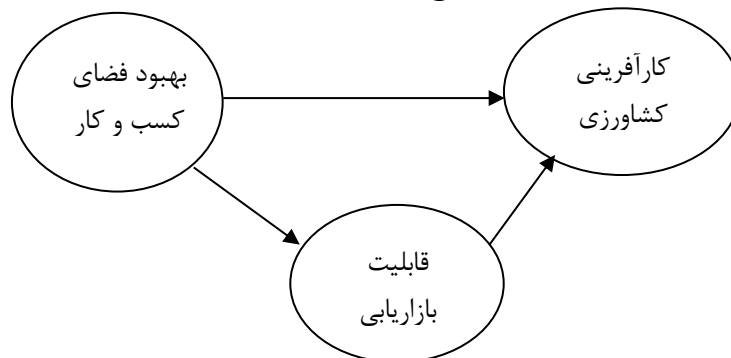 بهبود فضای
کسب و کار
کارآفرینی
کشاورزی
قابلیت
بازاریابی